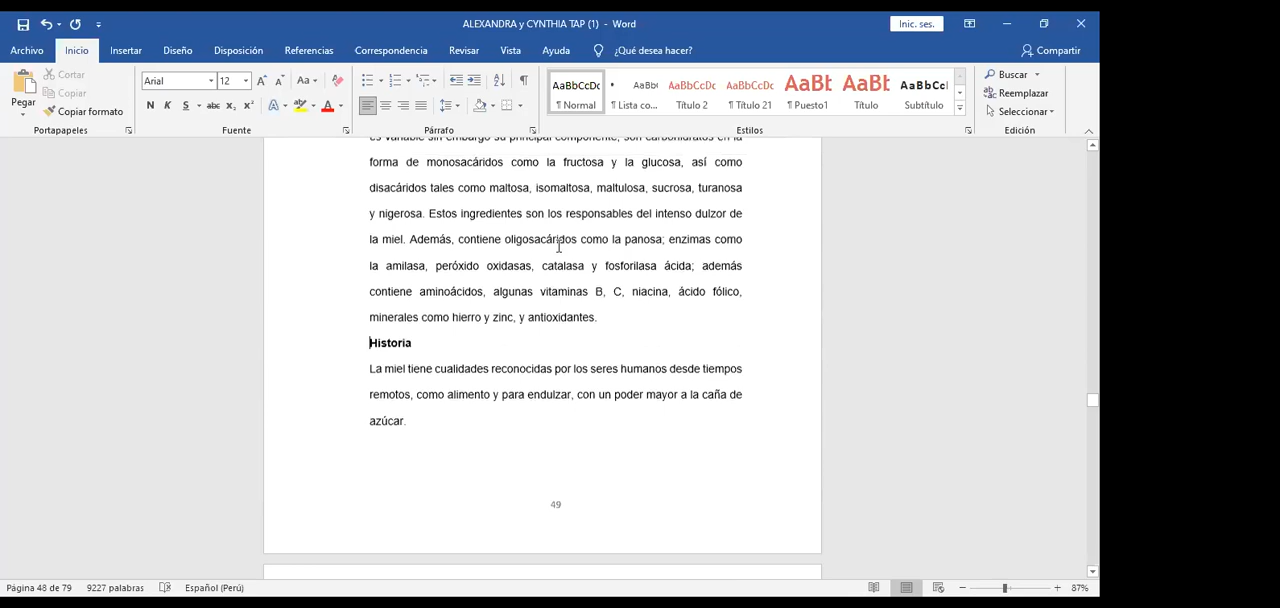 ALEXANDRA y CYNTHIA TAP (1) - Word
Inic. ses.
Archivo Inicio Insertar Diseño Disposición Referencias Correspondencia Revisar Vista Ayuda ¿Qué desea hacer? Compartir
Pegar
Cortar
Copiar
Copiar formato
Portapapeles
Arial 12
Fuente
Párrafo
AaBbCcDc AaBb( AaBbCcDc AaBbCcDc AaBb AaBb AaBbCcI
¶ Normal ¶ Lista co... Título 2 ¶ Título 21 ¶ Puesto1 Título Subtítulo
Estilos
Buscar
Reemplazar
Seleccionar
Edición
es variable sin embargo su principal componente, son carbohidratos en la
forma de monosacáridos como la fructosa y la glucosa, así como
disacáridos tales como maltosa, isomaltosa, maltulosa, sucrosa, turanosa
y nigerosa. Estos ingredientes son los responsables del intenso dulzor de
la miel. Además, contiene oligosacáridos como la panosa; enzimas como
la amilasa, peróxido oxidasas, catalasa y fosforilasa ácida; además
contiene aminoácidos, algunas vitaminas B, C, niacina, ácido fólico,
minerales como hierro y zinc, y antioxidantes.
Historia
La miel tiene cualidades reconocidas por los seres humanos desde tiempos
remotos, como alimento y para endulzar, con un poder mayor a la caña de
azúcar.
49
Página 48 de 79 9227 palabras Español (Perú) 87%